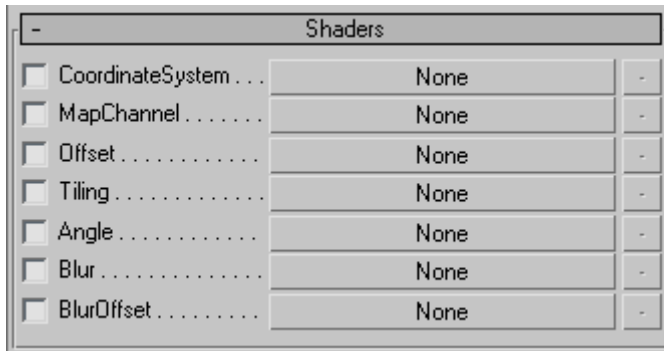 - Shaders
CoordinateSystem . . . None -
MapChannel . . . . . . . None -
Offset . . . . . . . . . . . . None -
Tiling . . . . . . . . . . . . . None -
Angle . . . . . . . . . . . . None -
Blur . . . . . . . . . . . . . . None -
BlurOffset . . . . . . . . . None -